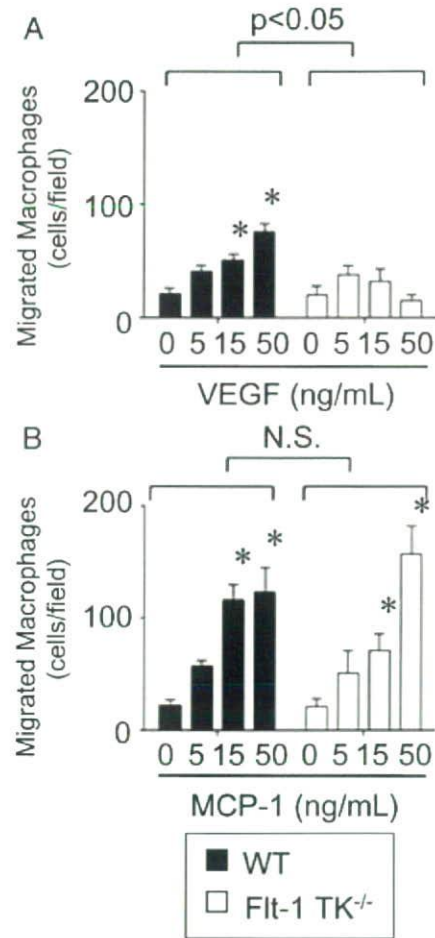 A
p<0.05
Migrated Macrophages
(cells/field)
200
100
0
*
*
0 5 15 50 0 5 15 50
VEGF (ng/mL)
B
N.S.
Migrated Macrophages
(cells/field)
200
100
0
*
*
*
*
0 5 15 50 0 5 15 50
MCP-1 (ng/mL)
WT
Flt-1 TK-/-